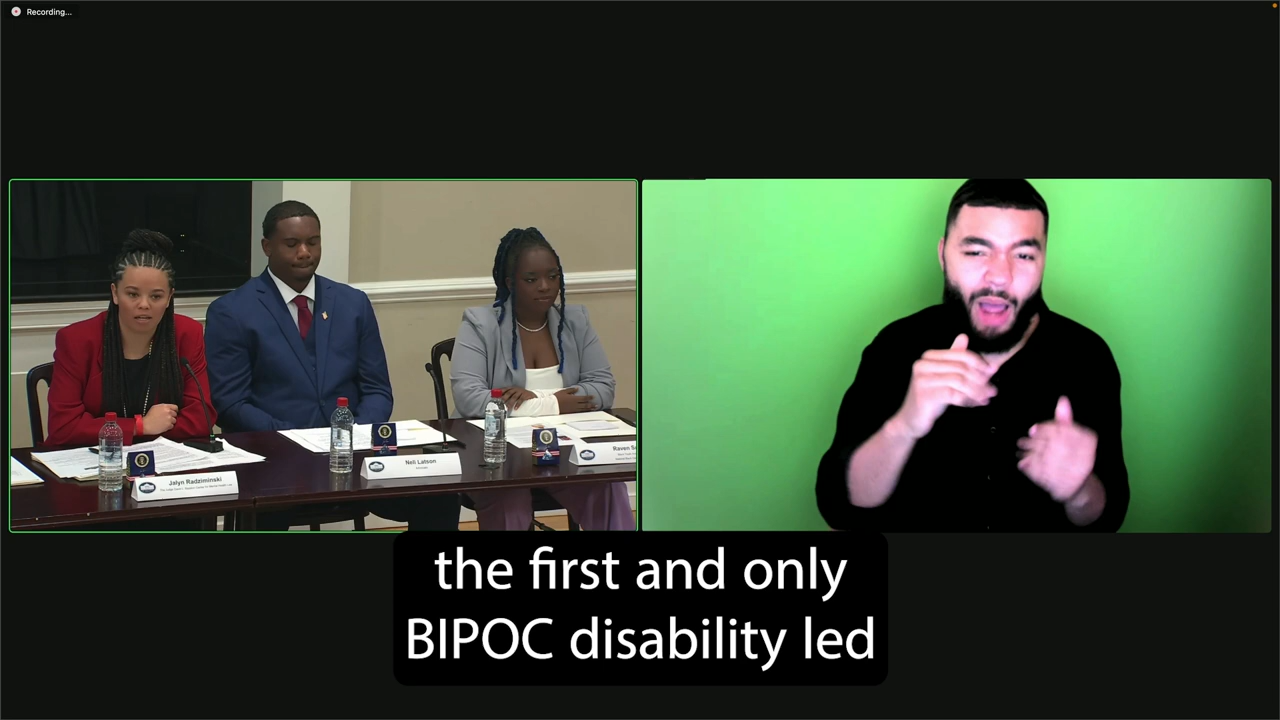 Recording...
Jalyn Radziminski
Neli Latson
Raven S
the first and only
BIPOC disability led